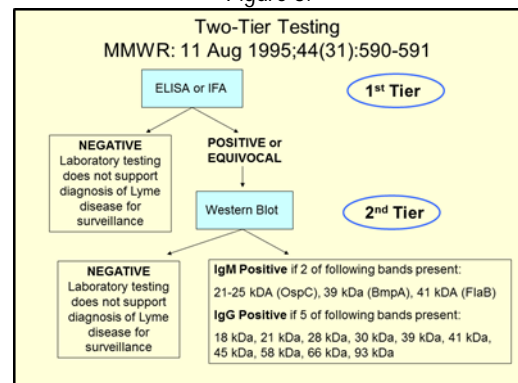 Two-Tier Testing
MMWR: 11 Aug 1995;44(31):590-591
ELISA or IFA
1st Tier
NEGATIVE
Laboratory testing
does not support
diagnosis of Lyme
disease for
surveillance
POSITIVE or
EQUIVOCAL
Western Blot
2nd Tier
NEGATIVE
Laboratory testing
does not support
diagnosis of Lyme
disease for
surveillance
IgM Positive if 2 of following bands present:
21-25 kDA (OspC), 39 kDa (BmpA), 41 kDA (FlaB)
IgG Positive if 5 of following bands present:
18 kDa, 21 kDa, 28 kDa, 30 kDa, 39 kDa, 41 kDa,
45 kDa, 58 kDa, 66 kDa, 93 kDa